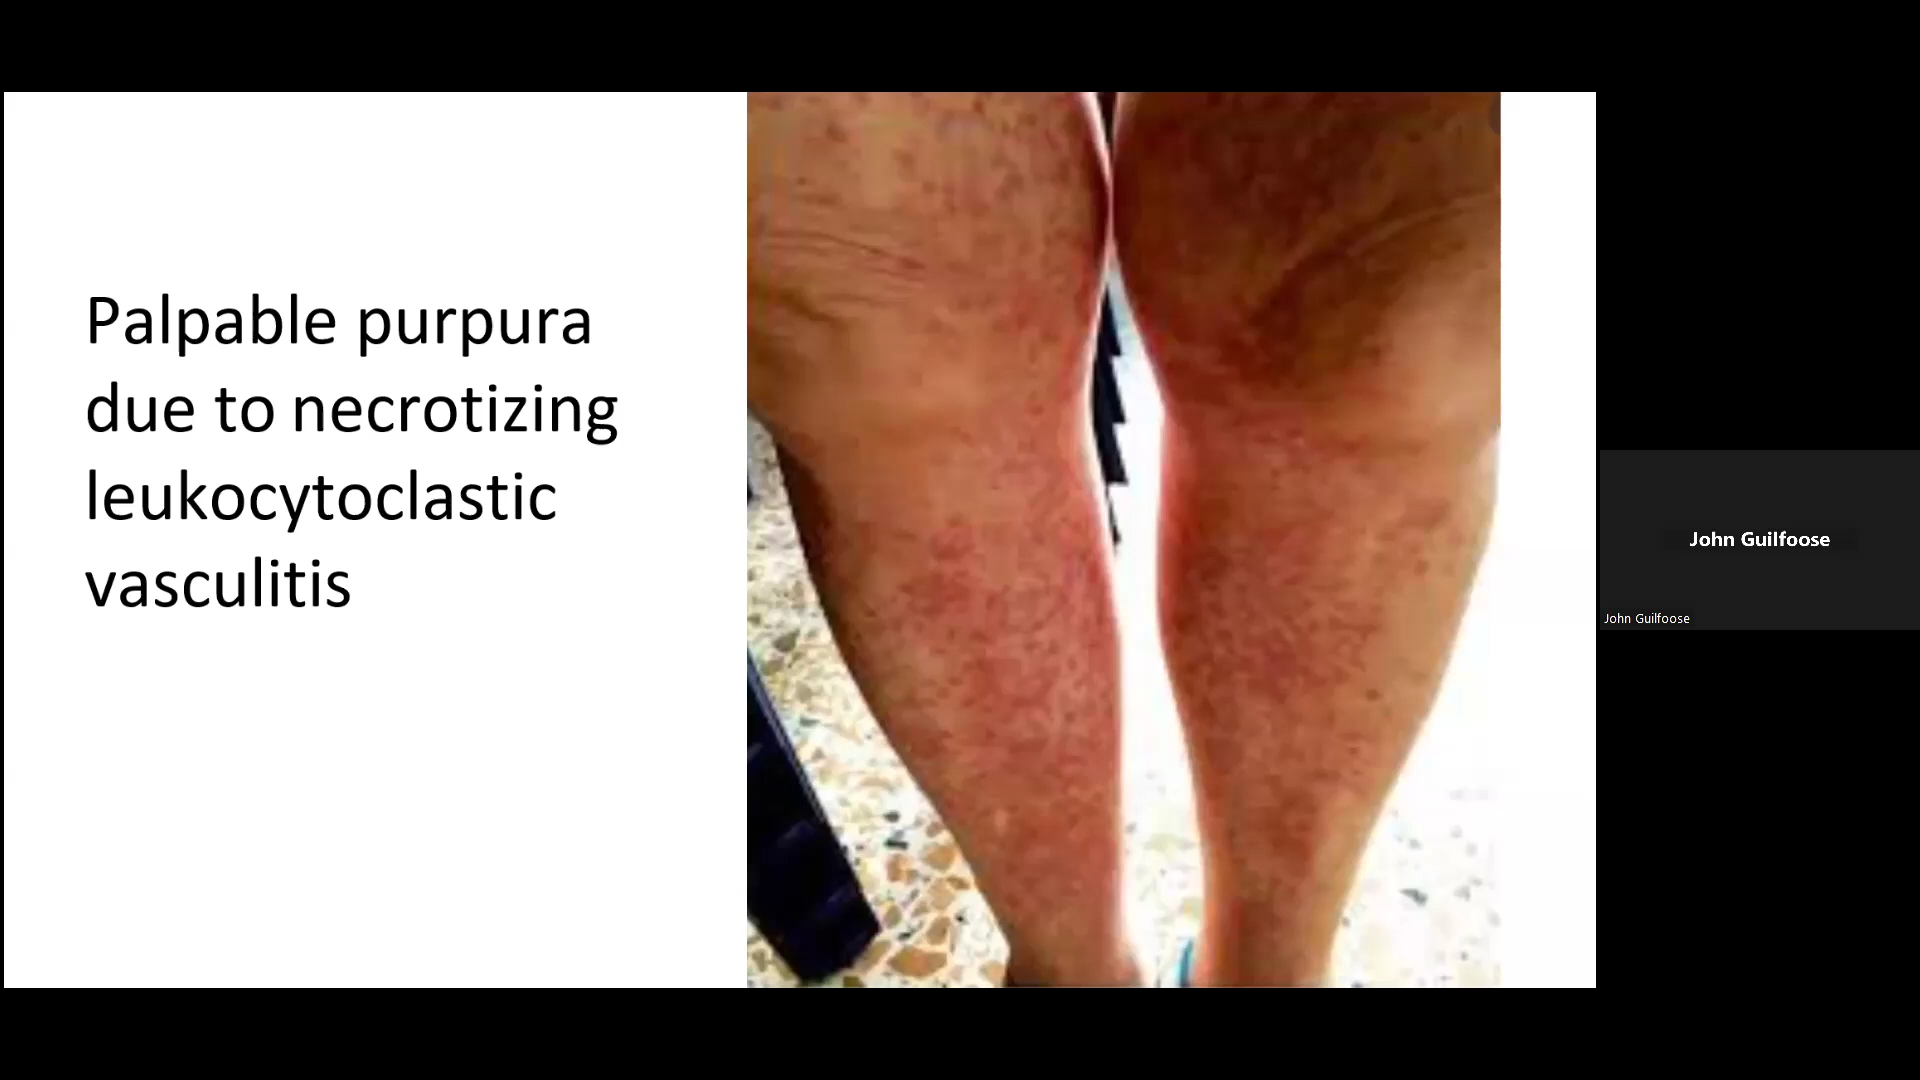 Palpable purpura
due to necrotizing
leukocytoclastic
vasculitis
John Guilfoose
John Guilfoose